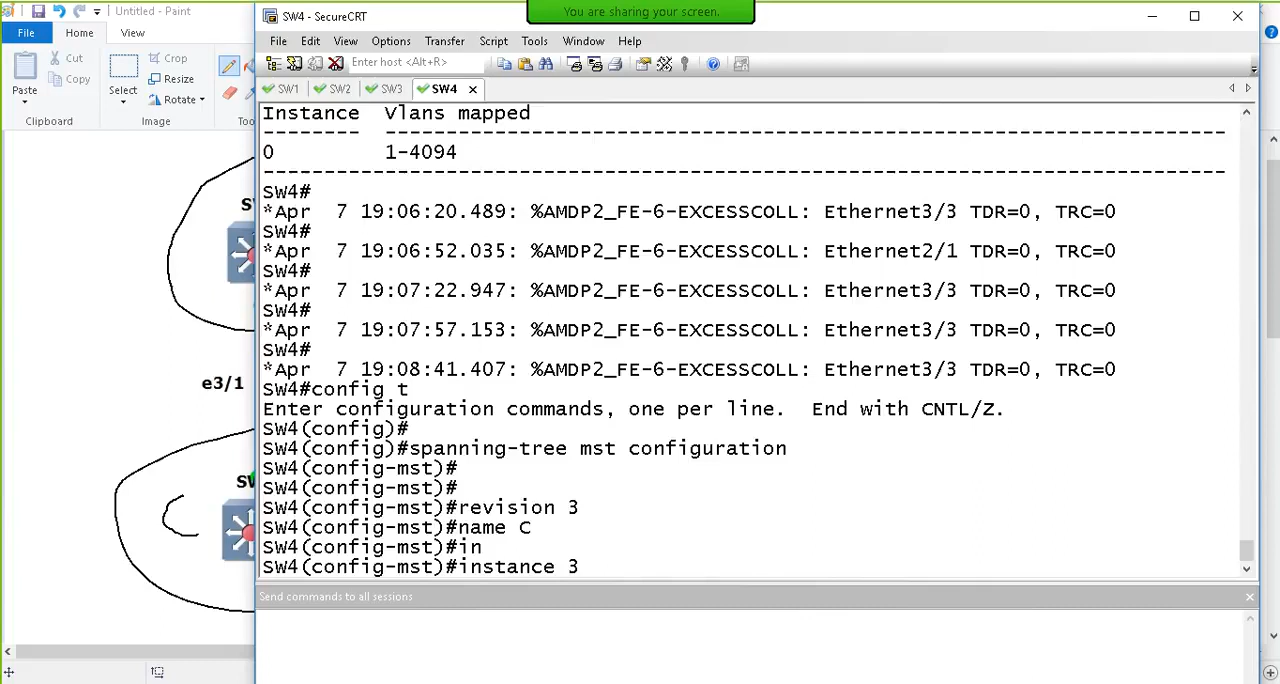 Untitled - Paint
File
Home
View
Paste
Cut
Copy
Clipboard
Select
Crop
Resize
Rotate
Image
Too
e3/1
You are sharing your screen.
SW4 - SecureCRT
File Edit View Options Transfer Script Tools Window Help
Enter host <Alt+R>
SW1 SW2 SW3 SW4
Instance  Vlans mapped
--------  ---------------------------------------------------------------------
0         1-4094
-------------------------------------------------------------------------------
SW4#
*Apr  7 19:06:20.489: %AMDP2_FE-6-EXCESSCOLL: Ethernet3/3 TDR=0, TRC=0
SW4#
*Apr  7 19:06:52.035: %AMDP2_FE-6-EXCESSCOLL: Ethernet2/1 TDR=0, TRC=0
SW4#
*Apr  7 19:07:22.947: %AMDP2_FE-6-EXCESSCOLL: Ethernet3/3 TDR=0, TRC=0
SW4#
*Apr  7 19:07:57.153: %AMDP2_FE-6-EXCESSCOLL: Ethernet3/3 TDR=0, TRC=0
SW4#
*Apr  7 19:08:41.407: %AMDP2_FE-6-EXCESSCOLL: Ethernet3/3 TDR=0, TRC=0
SW4#config t
Enter configuration commands, one per line.  End with CNTL/Z.
SW4(config)#
SW4(config)#spanning-tree mst configuration
SW4(config-mst)#
SW4(config-mst)#
SW4(config-mst)#revision 3
SW4(config-mst)#name C
SW4(config-mst)#in
SW4(config-mst)#instance 3
Send commands to all sessions